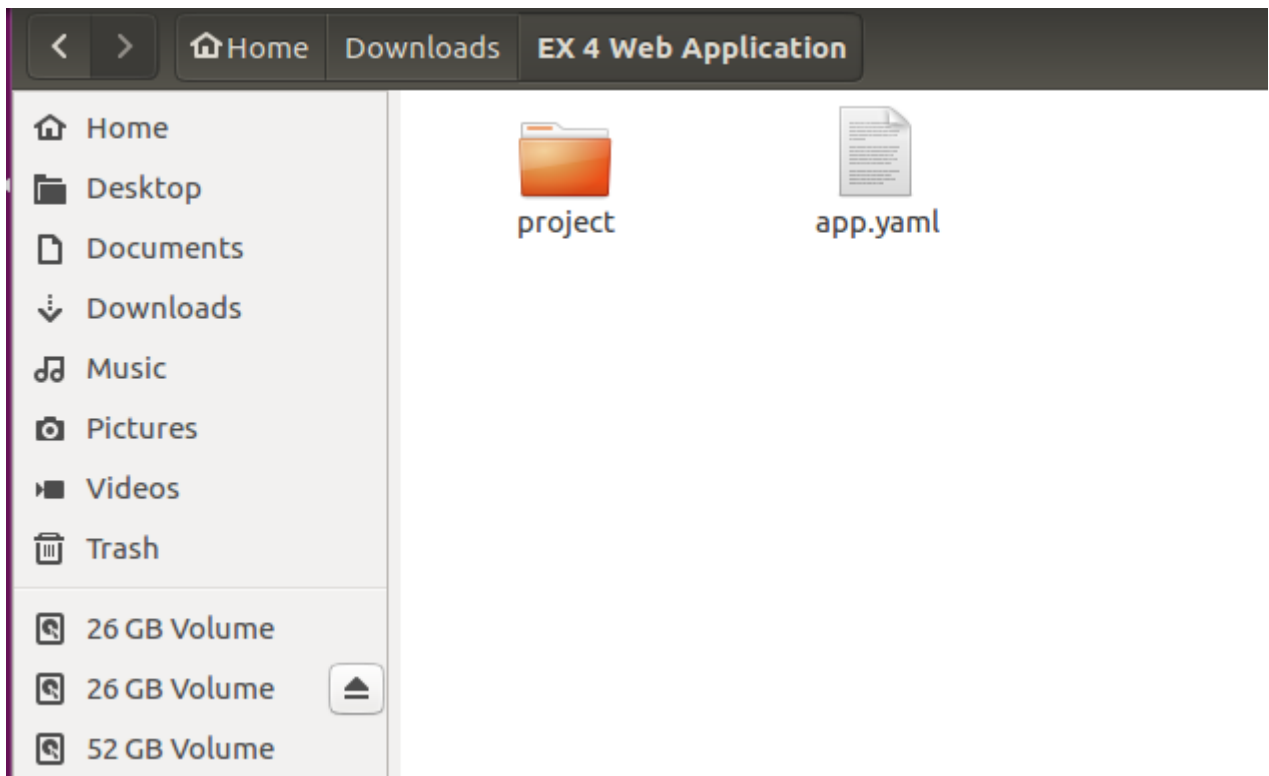 Home Downloads EX 4 Web Application
Home
Desktop
Documents
Downloads
Music
Pictures
Videos
Trash
26 GB Volume
26 GB Volume
52 GB Volume
project app.yaml